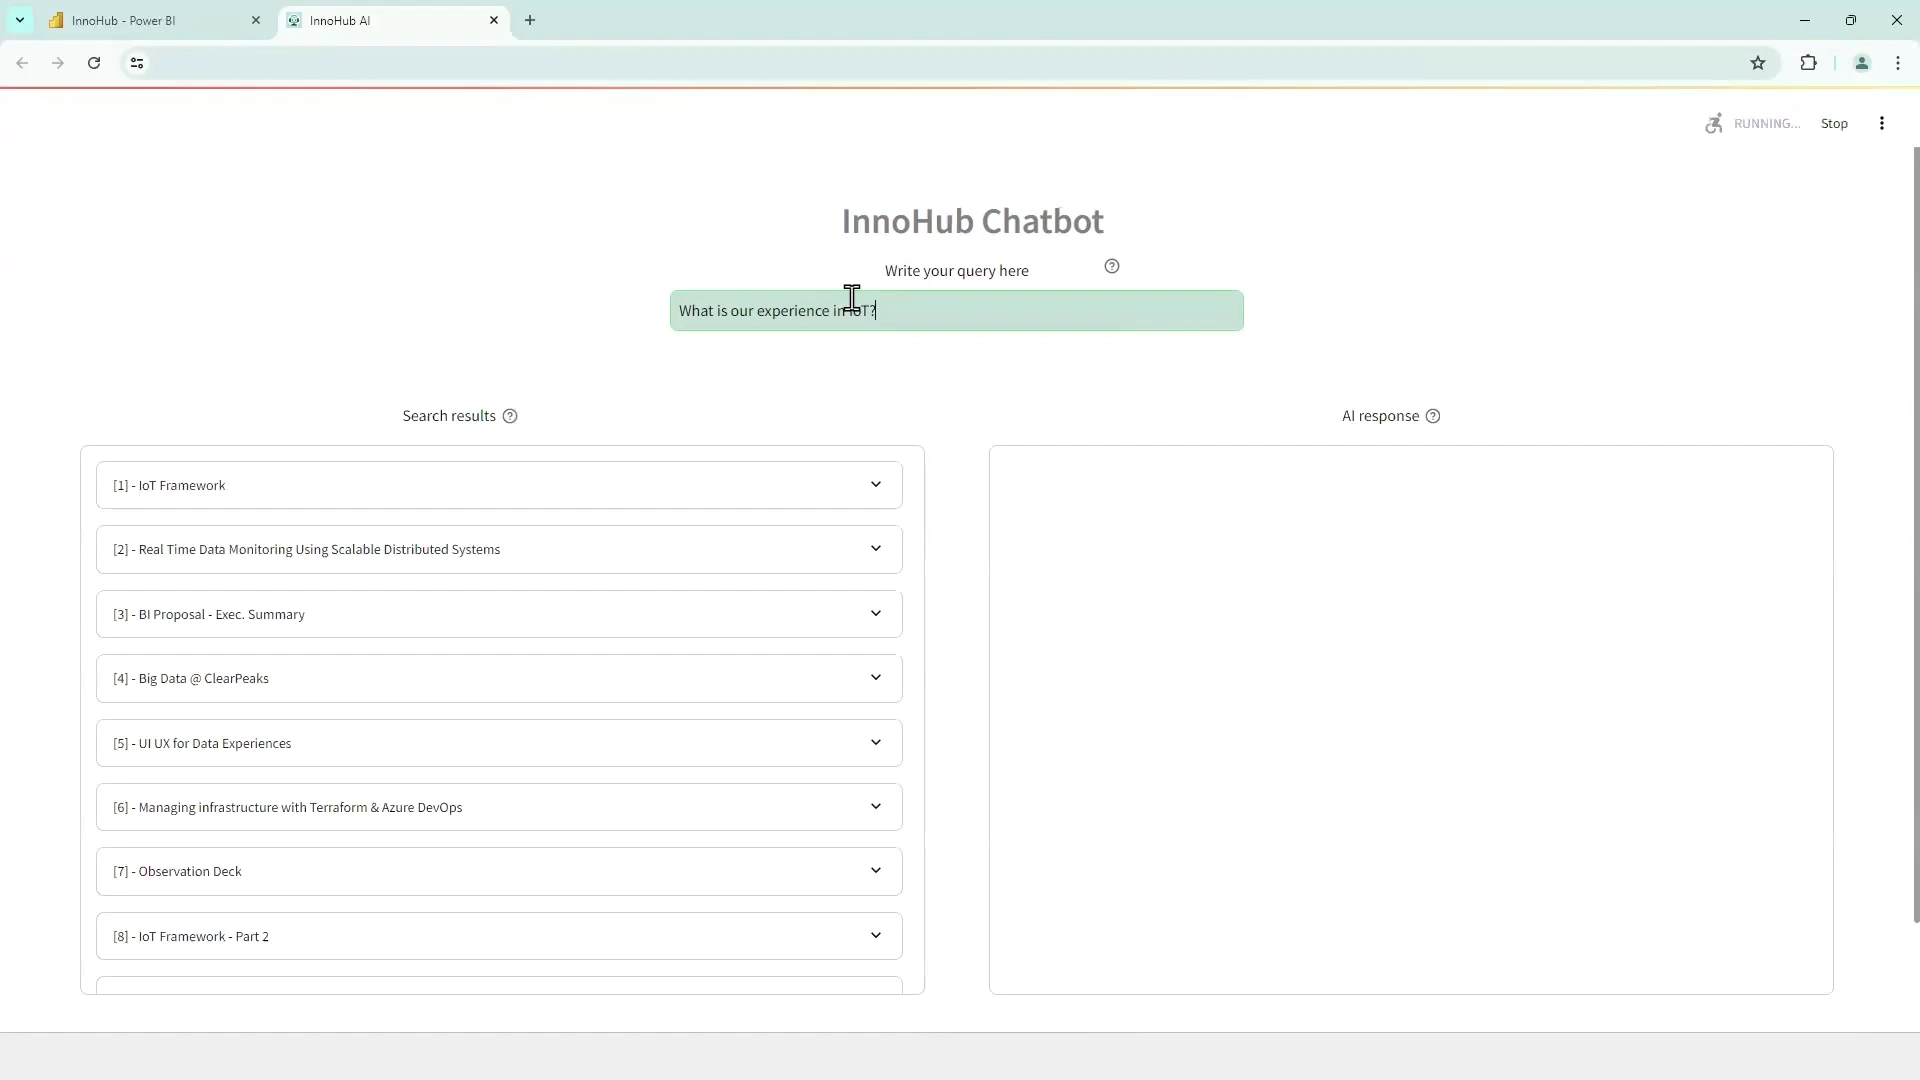 InnoHub - Power BI
InnoHub AI
RUNNING...
Stop
InnoHub Chatbot
Write your query here
What is our experience in IoT?
Search results
AI response
[1] - IoT Framework
[2] - Real Time Data Monitoring Using Scalable Distributed Systems
[3] - BI Proposal - Exec. Summary
[4] - Big Data @ ClearPeaks
[5] - UI UX for Data Experiences
[6] - Managing infrastructure with Terraform & Azure DevOps
[7] - Observation Deck
[8] - IoT Framework - Part 2